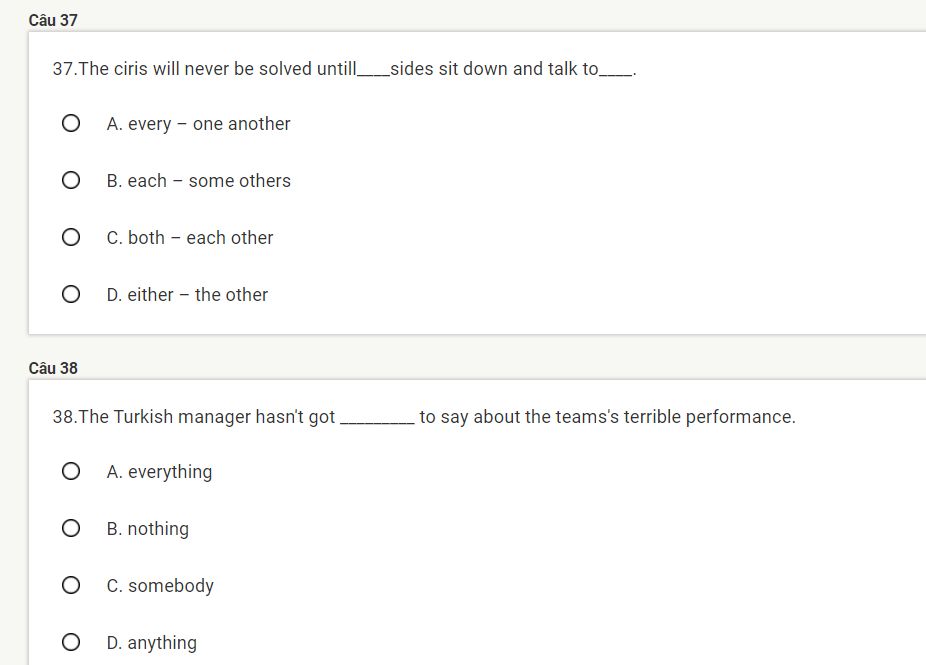 Câu 37
37.The ciris will never be solved untill____sides sit down and talk to____.
A. every – one another
B. each – some others
C. both – each other
D. either – the other
Câu 38
38.The Turkish manager hasn't got _________ to say about the teams's terrible performance.
A. everything
B. nothing
C. somebody
D. anything